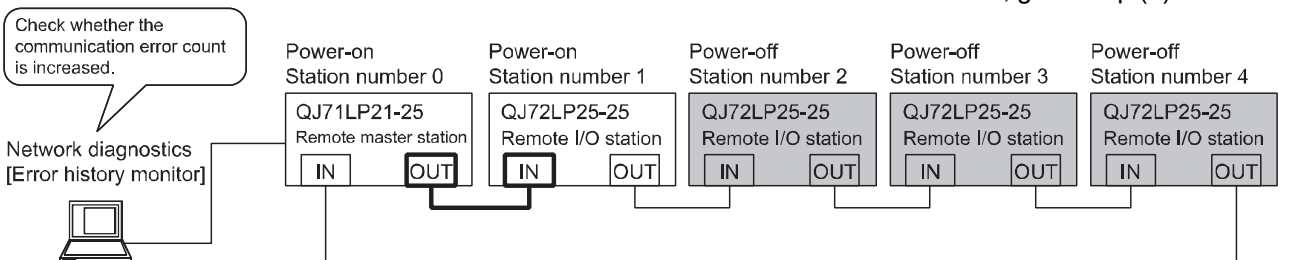 Check whether the
communication error count
is increased.
Network diagnostics
[Error history monitor]
Power-on
Station number 0
QJ71LP21-25
Remote master station
IN OUT
Power-on
Station number 1
QJ72LP25-25
Remote I/O station
IN OUT
Power-off
Station number 2
QJ72LP25-25
Remote I/O station
IN OUT
Power-off
Station number 3
QJ72LP25-25
Remote I/O station
IN OUT
Power-off
Station number 4
QJ72LP25-25
Remote I/O station
IN OUT